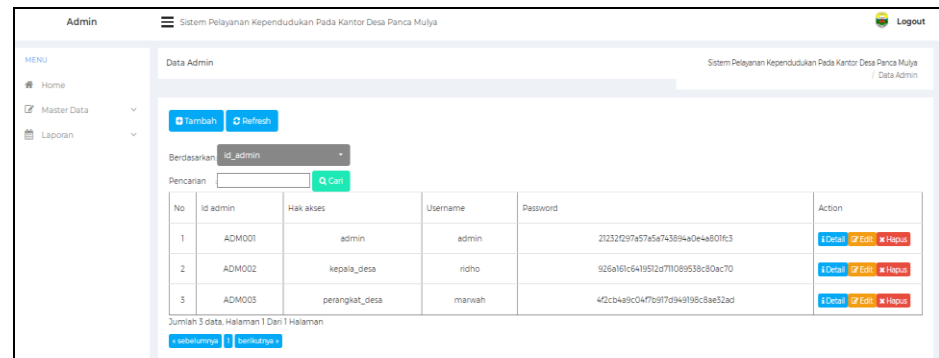 Admin
Sistem Pelayanan Kependudukan Pada Kantor Desa Panca Mulya
Logout
MENU
Home
Master Data
Laporan
Data Admin
Sistem Pelayanan Kependudukan Pada Kantor Desa Panca Mulya
/ Data Admin
Tambah Refresh
Berdasarkan: id_admin
Pencarian : Cari
No Id admin Hak akses Username Password Action
1 ADM001 admin admin 21232f297a57a5a743894a0e4a801fc3 Detail Edit Hapus
2 ADM002 kepala_desa ridho 926a161c6419512d711089538c80ac70 Detail Edit Hapus
3 ADM003 perangkat_desa marwah 4f2cb4a9c04f7b917d949198c8ae32ad Detail Edit Hapus
Jumlah 3 data, Halaman 1 Dari 1 Halaman
« sebelumnya 1 berikutnya »